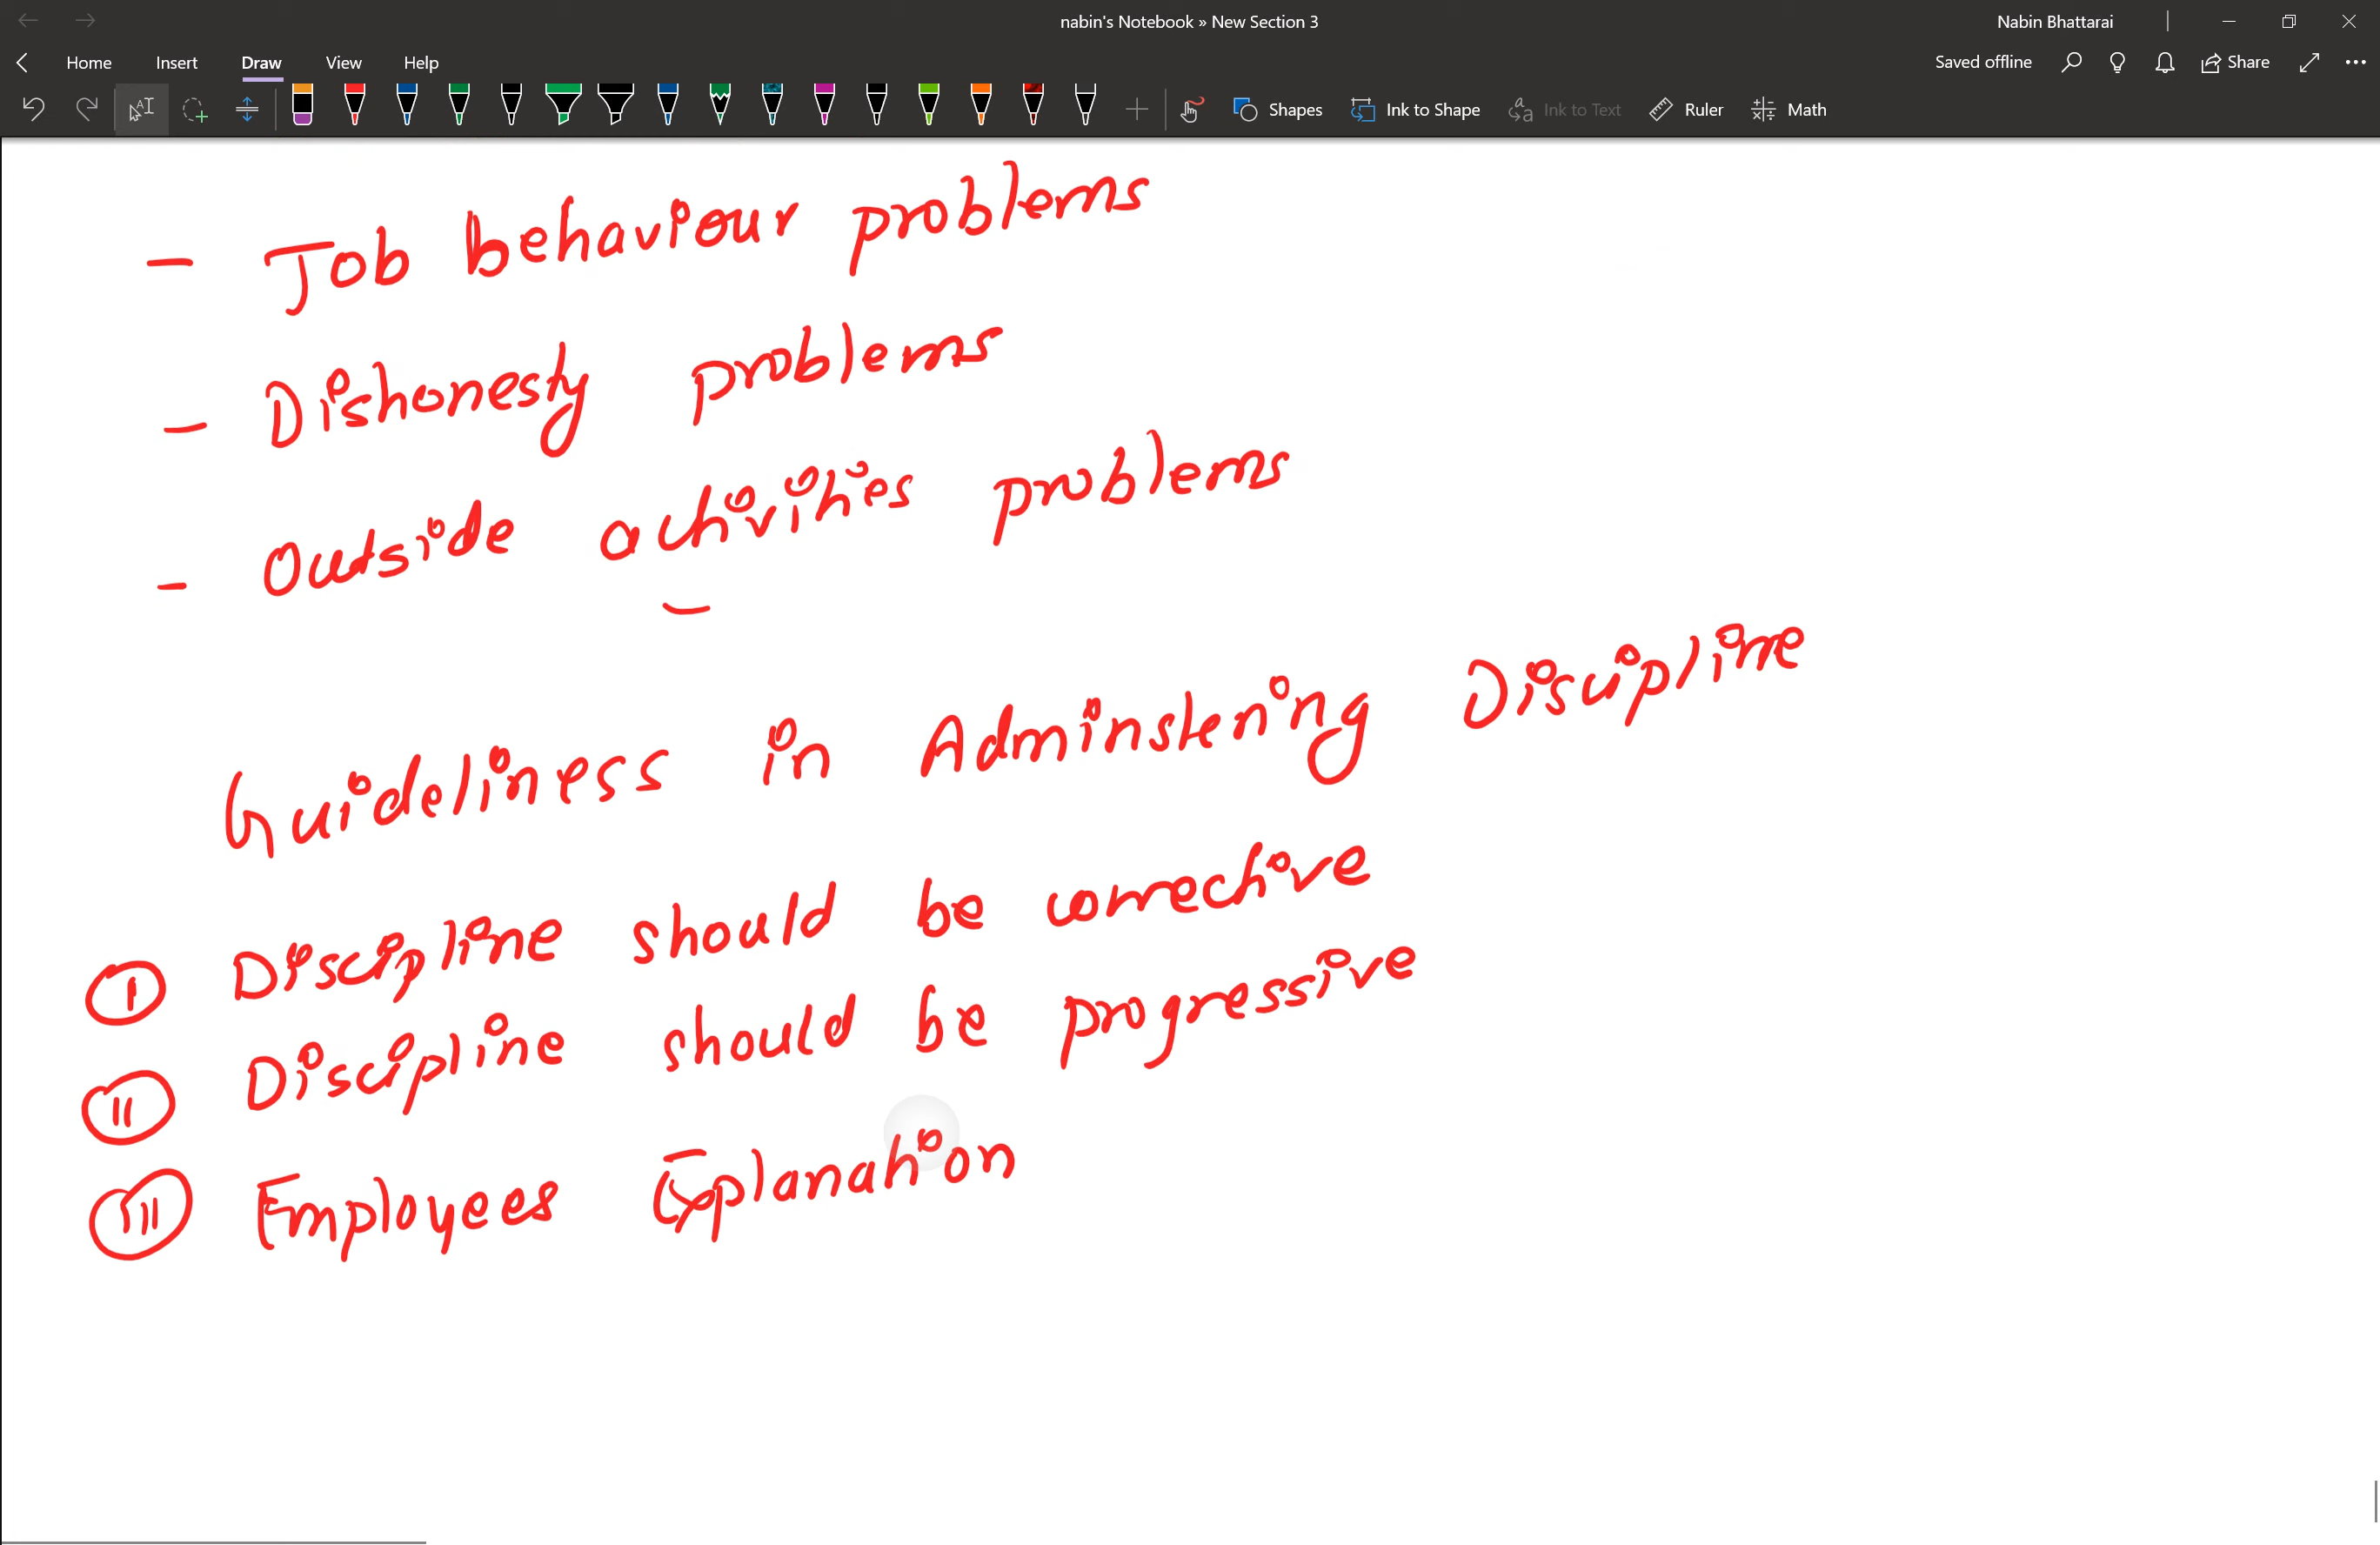 nabin's Notebook » New Section 3
Nabin Bhattarai
Home Insert Draw View Help
Saved offline Share
Shapes Ink to Shape Ink to Text Ruler Math
- Job behaviour problems
- Dishonesty problems
- Outside activities problems
Guideliness in Adminstering Discipline
I Discipline should be corrective
II Discipline should be progressive
III Employees Explanation